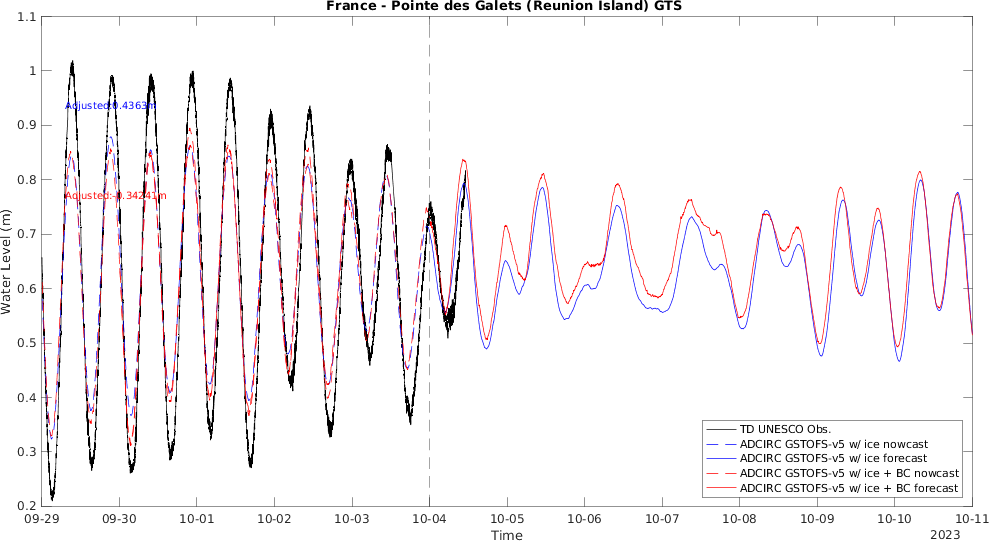 France - Pointe des Galets (Reunion Island) GTS
Water Level (m)
1.1
1
0.9
0.8
0.7
0.6
0.5
0.4
0.3
0.2
Adjusted:0.4363m
Adjusted:-0.34241m
TD UNESCO Obs.
ADCIRC GSTOFS-v5 w/ ice nowcast
ADCIRC GSTOFS-v5 w/ ice forecast
ADCIRC GSTOFS-v5 w/ ice + BC nowcast
ADCIRC GSTOFS-v5 w/ ice + BC forecast
09-29 09-30 10-01 10-02 10-03 10-04 10-05 10-06 10-07 10-08 10-09 10-10 10-11
Time
2023